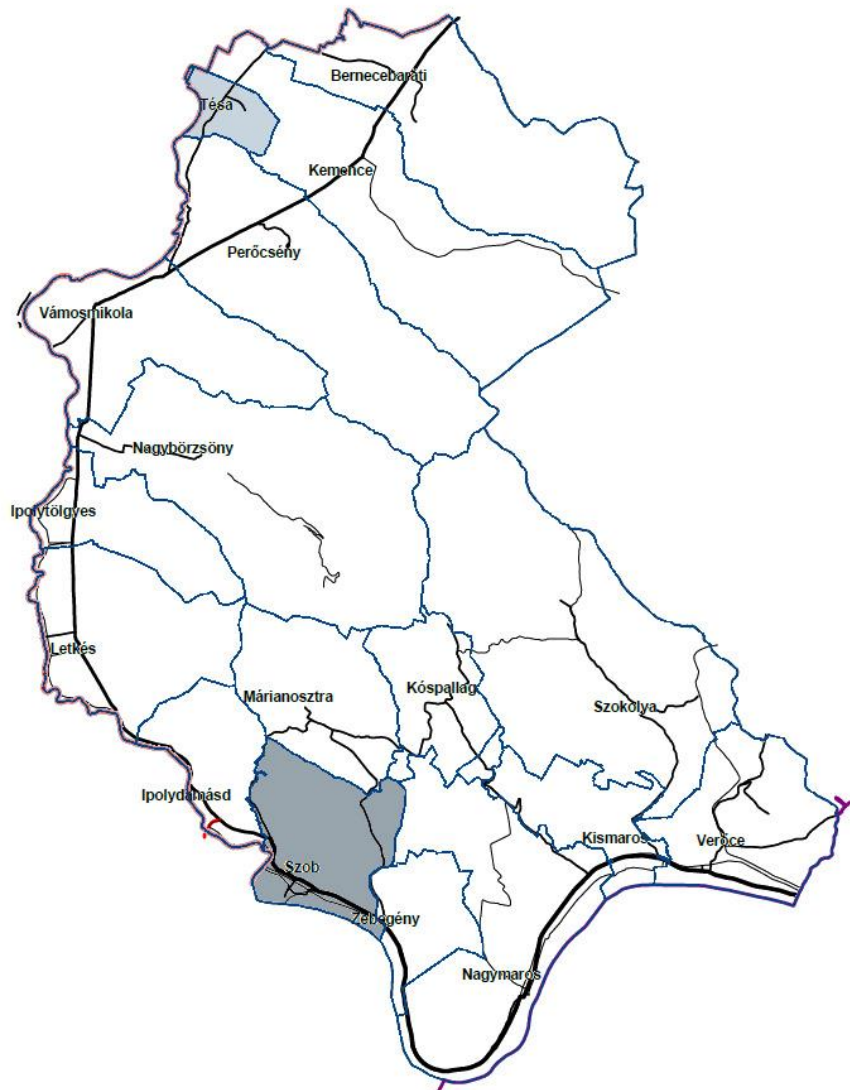 Bernecebaráti
Tésa
Kemence
Perőcsény
Vámosmikola
Nagybörzsöny
Ipolytölgyes
Letkés
Márianosztra
Kóspallag
Szokolya
Ipolydamásd
Kismaros
Verőce
Szob
Zebegény
Nagymaros